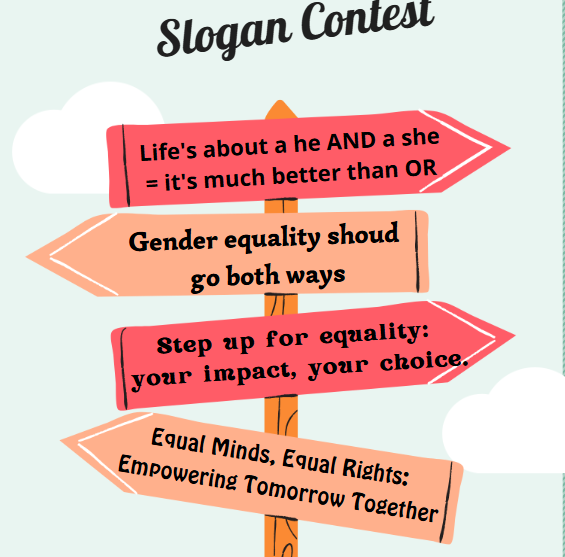 Slogan Contest
Life's about a he AND a she
= it's much better than OR
Gender equality shoud
go both ways
Step up for equality:
your impact, your choice.
Equal Minds, Equal Rights:
Empowering Tomorrow Together